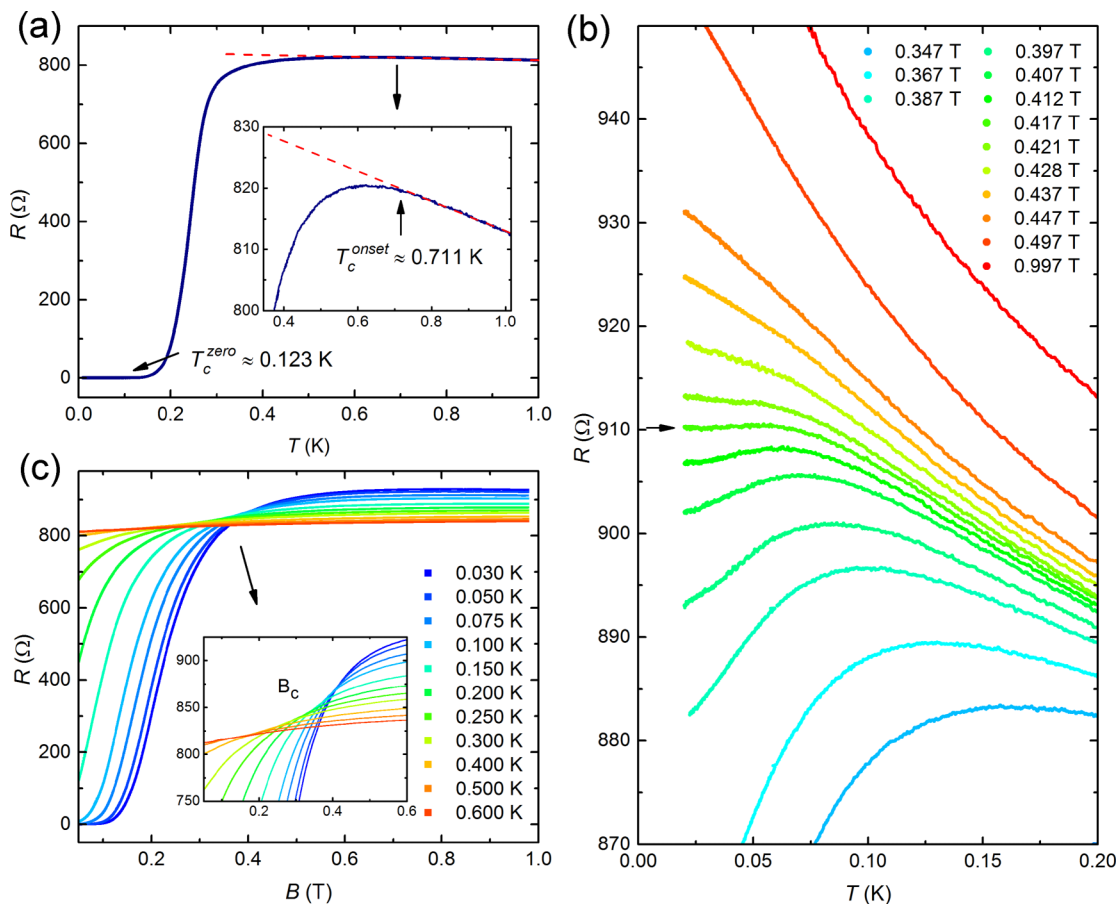 (a)
R (Ω)
800
600
400
200
0
0.0 0.2 0.4 0.6 0.8 1.0
T (K)
T_c^zero ≈ 0.123 K
830
820
810
800
0.4 0.6 0.8 1.0
T_c^onset ≈ 0.711 K
(b)
R (Ω)
940
930
920
910
900
890
880
870
0.00 0.05 0.10 0.15 0.20
T (K)
0.347 T
0.367 T
0.387 T
0.397 T
0.407 T
0.412 T
0.417 T
0.421 T
0.428 T
0.437 T
0.447 T
0.497 T
0.997 T
(c)
R (Ω)
800
600
400
200
0
0.2 0.4 0.6 0.8 1.0
B (T)
0.030 K
0.050 K
0.075 K
0.100 K
0.150 K
0.200 K
0.250 K
0.300 K
0.400 K
0.500 K
0.600 K
900
850
800
750
0.2 0.4 0.6
B_c